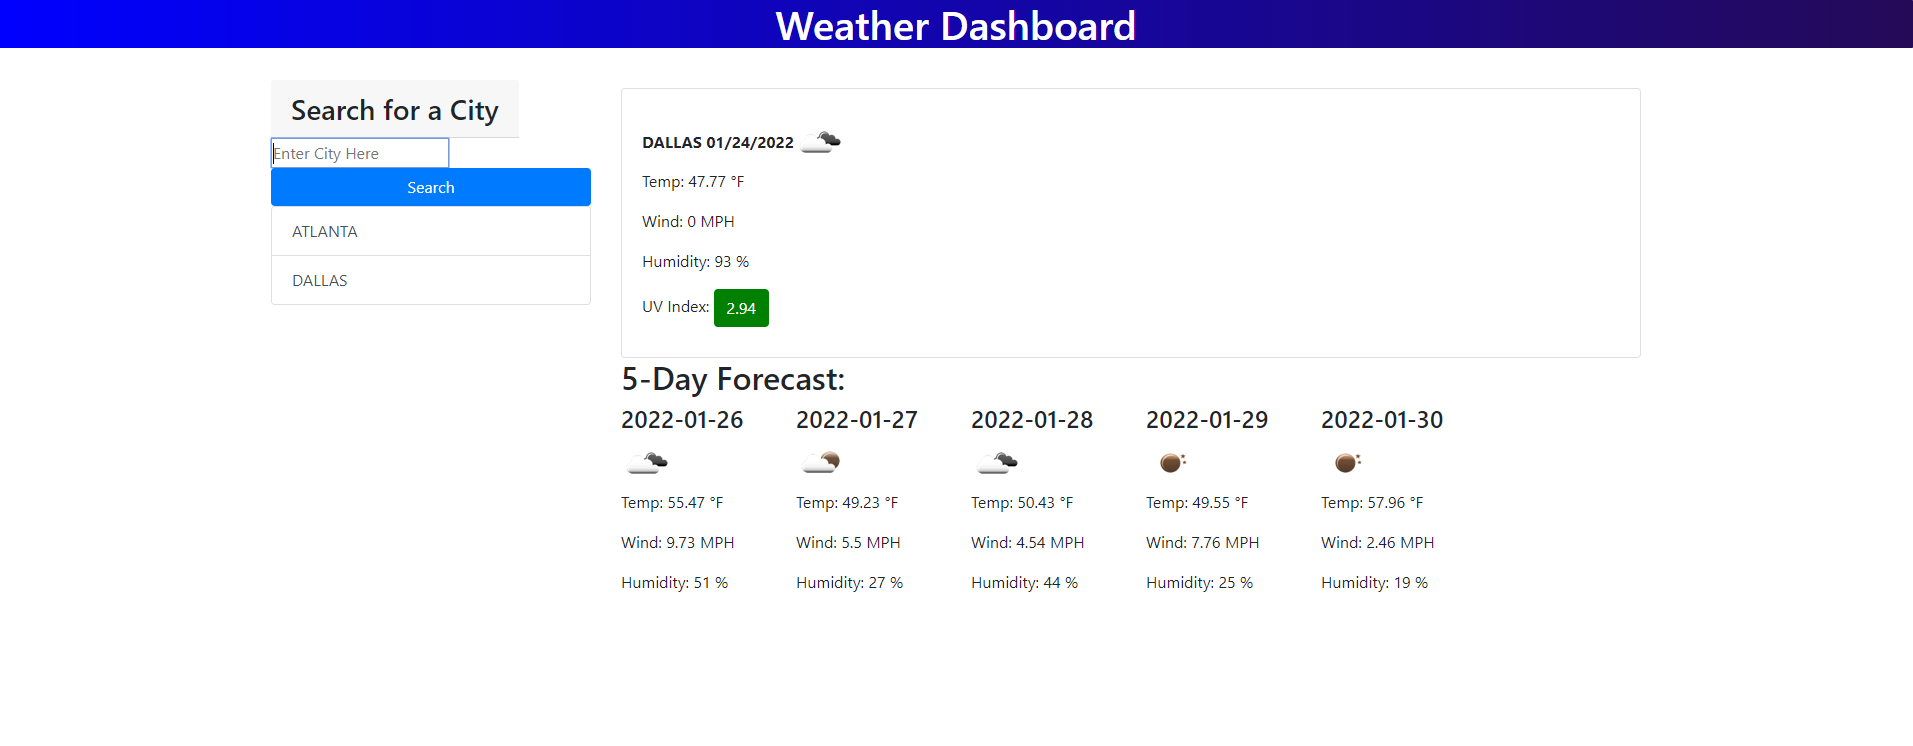 Weather Dashboard
Search for a City
Enter City Here
Search
ATLANTA
DALLAS
DALLAS 01/24/2022
Temp: 47.77 °F
Wind: 0 MPH
Humidity: 93 %
UV Index: 2.94
5-Day Forecast:
2022-01-26
Temp: 55.47 °F
Wind: 9.73 MPH
Humidity: 51 %
2022-01-27
Temp: 49.23 °F
Wind: 5.5 MPH
Humidity: 27 %
2022-01-28
Temp: 50.43 °F
Wind: 4.54 MPH
Humidity: 44 %
2022-01-29
Temp: 49.55 °F
Wind: 7.76 MPH
Humidity: 25 %
2022-01-30
Temp: 57.96 °F
Wind: 2.46 MPH
Humidity: 19 %